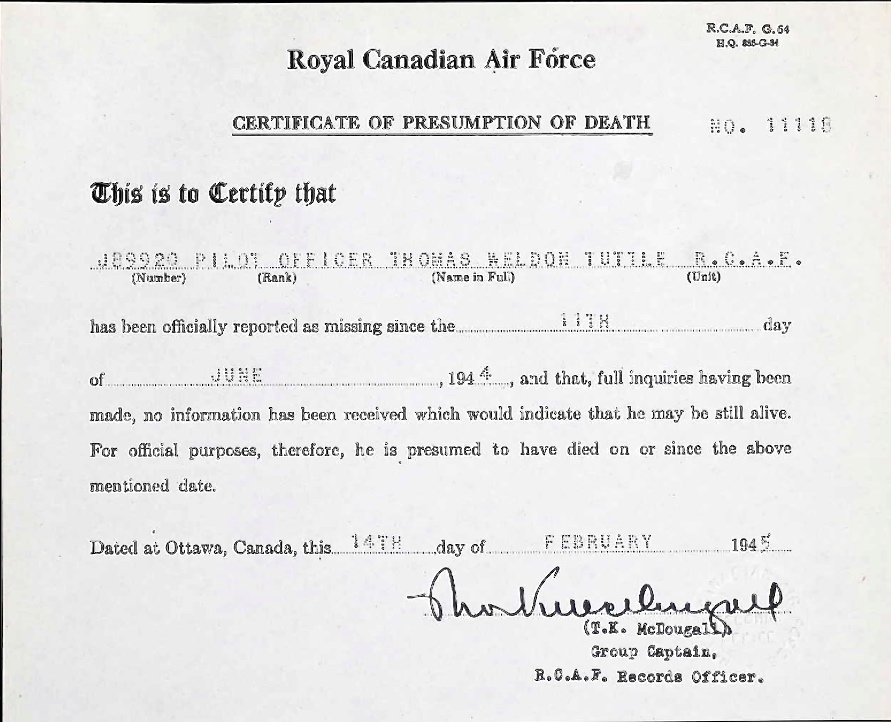 R.C.A.F. G.64
H.Q. 885-G-34
Royal Canadian Air Force
CERTIFICATE OF PRESUMPTION OF DEATH
NO. 11118
This is to Certify that
J89920 PILOT OFFICER THOMAS WELDON TUTTLE R.C.A.F.
(Number) (Rank) (Name in Full) (Unit)
has been officially reported as missing since the 11TH day
of JUNE, 1944, and that, full inquiries having been
made, no information has been received which would indicate that he may be still alive.
For official purposes, therefore, he is presumed to have died on or since the above
mentioned date.
Dated at Ottawa, Canada, this 14TH day of FEBRUARY 1945
(T.K. McDougall)
Group Captain,
R.C.A.F. Records Officer.